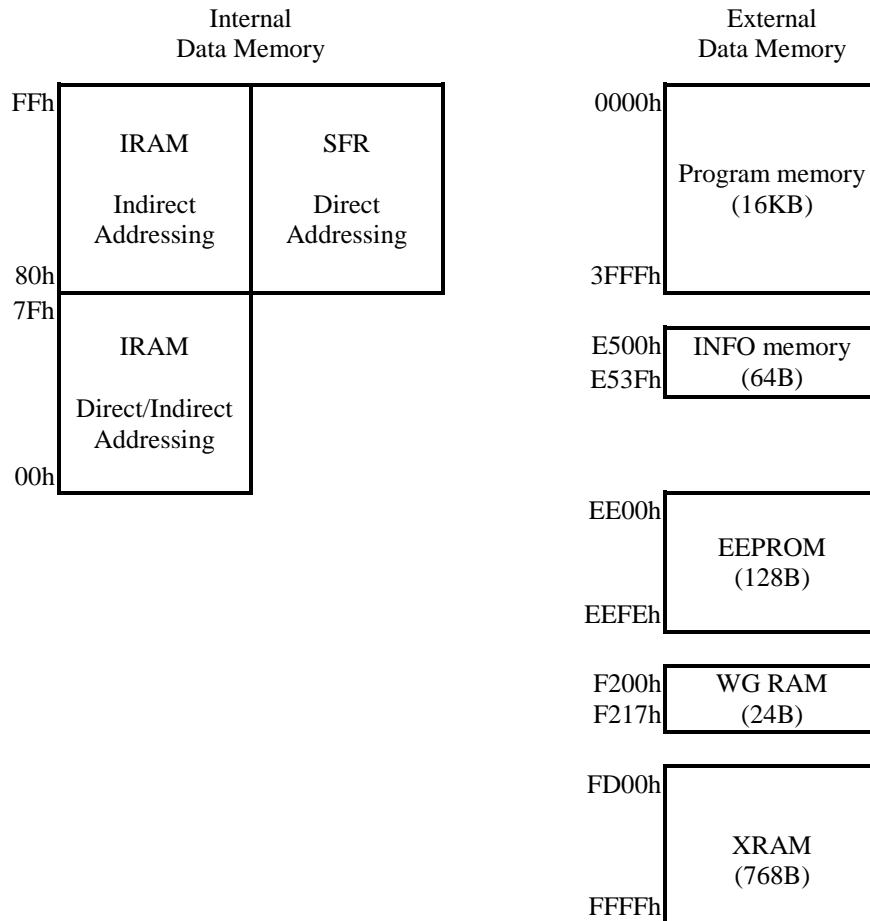 Internal
Data Memory
FFh
IRAM
Indirect
Addressing
80h
SFR
Direct
Addressing
7Fh
IRAM
Direct/Indirect
Addressing
00h
External
Data Memory
0000h
Program memory
(16KB)
3FFFh
E500h
INFO memory
E53Fh
(64B)
EE00h
EEPROM
(128B)
EEFEh
F200h
WG RAM
F217h
(24B)
FD00h
XRAM
(768B)
FFFFh